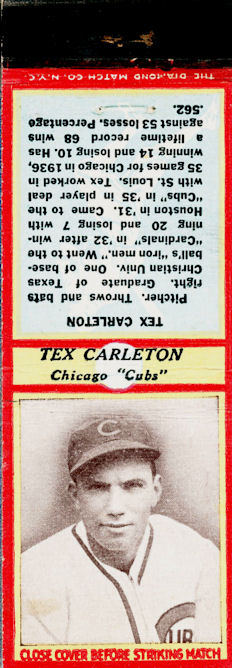 THE DIAMOND MATCH CO. N.Y.C.
TEX CARLETON
Pitcher. Throws and bats
right. Graduate of Texas
Christian Univ. One of base-
ball's "iron men." Went to the
"Cardinals" in '32 after win-
ning 20 and losing 7 with
Houston in '31. Came to the
"Cubs" in '35 in player deal
with St. Louis. Tex worked in
35 games for Chicago in 1936,
winning 14 and losing 10. Has
a lifetime record 68 wins
against 53 losses. Percentage
.562.
TEX CARLETON
Chicago "Cubs"
C
CUB
CLOSE COVER BEFORE STRIKING MATCH